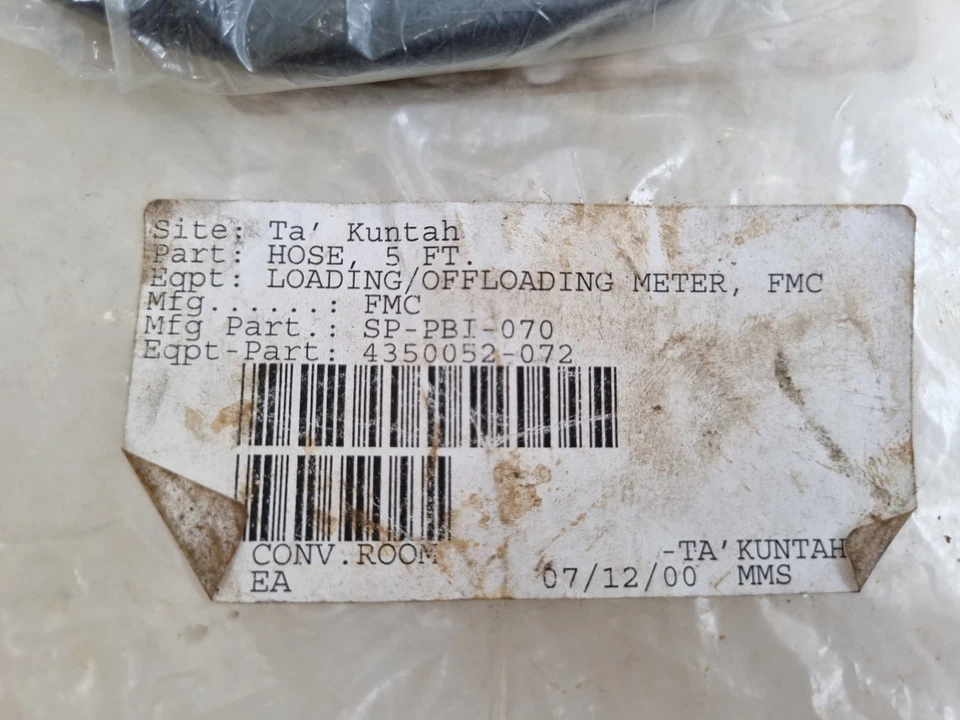 Site: Ta' Kuntah
Part: HOSE, 5 FT.
Eqpt: LOADING/OFFLOADING METER, FMC
Mfg......: FMC
Mfg Part.: SP-PBI-070
Eqpt-Part: 4350052-072
CONV.ROOM -TA'KUNTAH
EA 07/12/00 MMS